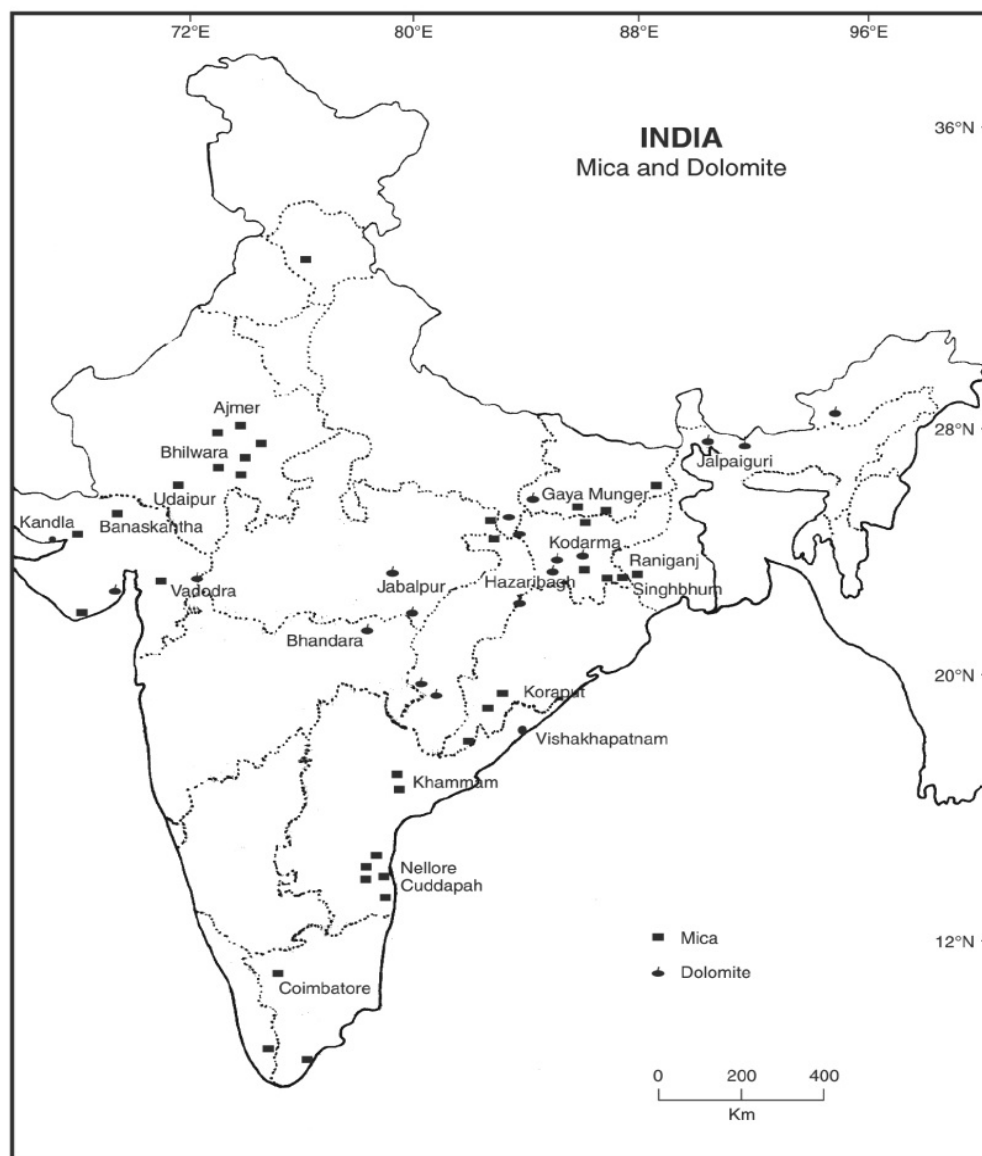 72°E
80°E
88°E
96°E
36°N
INDIA
Mica and Dolomite
Ajmer
28°N
Bhilwara
Jalpaiguri
Udaipur
Gaya Munger
Kandla
Banaskantha
Kodarma
Raniganj
Vadodra
Jabalpur
Hazaribagh
Singhbhum
Bhandara
20°N
Koraput
Vishakhapatnam
Khammam
Nellore
Cuddapah
Mica
12°N
Dolomite
Coimbatore
0 200 400
Km